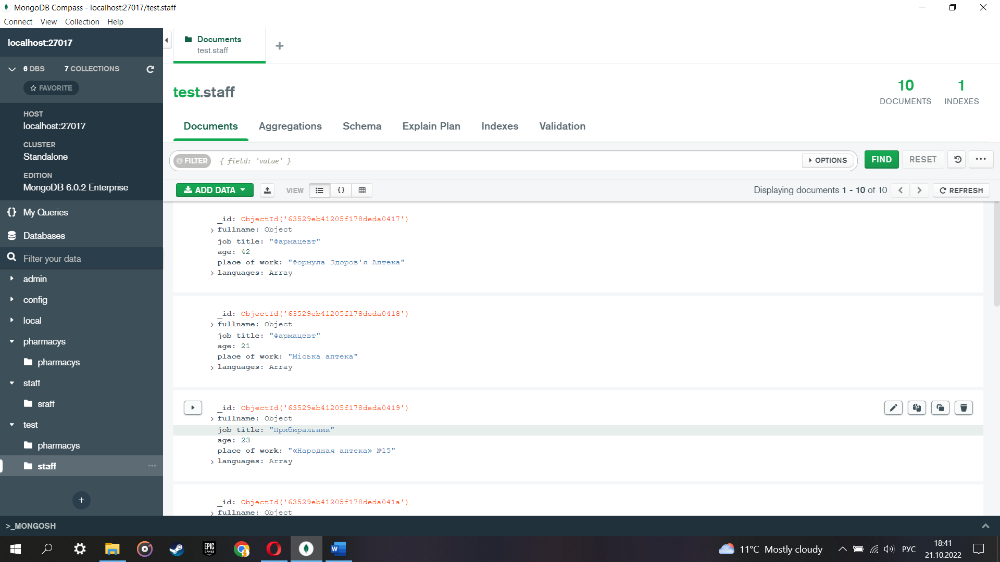 MongoDB Compass - localhost:27017/test.staff
Connect View Collection Help
localhost:27017
6 DBS 7 COLLECTIONS
FAVORITE
HOST
localhost:27017
CLUSTER
Standalone
EDITION
MongoDB 6.0.2 Enterprise
{} My Queries
Databases
Filter your data
admin
config
local
pharmacys
pharmacys
staff
sraff
test
pharmacys
staff
+
Documents
test.staff
+
test.staff
10
DOCUMENTS
1
INDEXES
Documents Aggregations Schema Explain Plan Indexes Validation
FILTER { field: 'value' } OPTIONS FIND RESET
ADD DATA VIEW {} Displaying documents 1 - 10 of 10 REFRESH
_id: ObjectId('63529eb41205f178deda0417')
fullname: Object
job title: "Фармацевт"
age: 42
place of work: "Формула Здоров'я Аптека"
languages: Array
_id: ObjectId('63529eb41205f178deda0418')
fullname: Object
job title: "Фармацевт"
age: 21
place of work: "Міська аптека"
languages: Array
_id: ObjectId('63529eb41205f178deda0419')
fullname: Object
job title: "Прибиральник"
age: 23
place of work: "«Народная аптека» №15"
languages: Array
_id: ObjectId('63529eb41205f178deda041a')
fullname: Object
>_MONGOSH
EPIC GAMES
W
11°C Mostly cloudy
РУС
18:41
21.10.2022